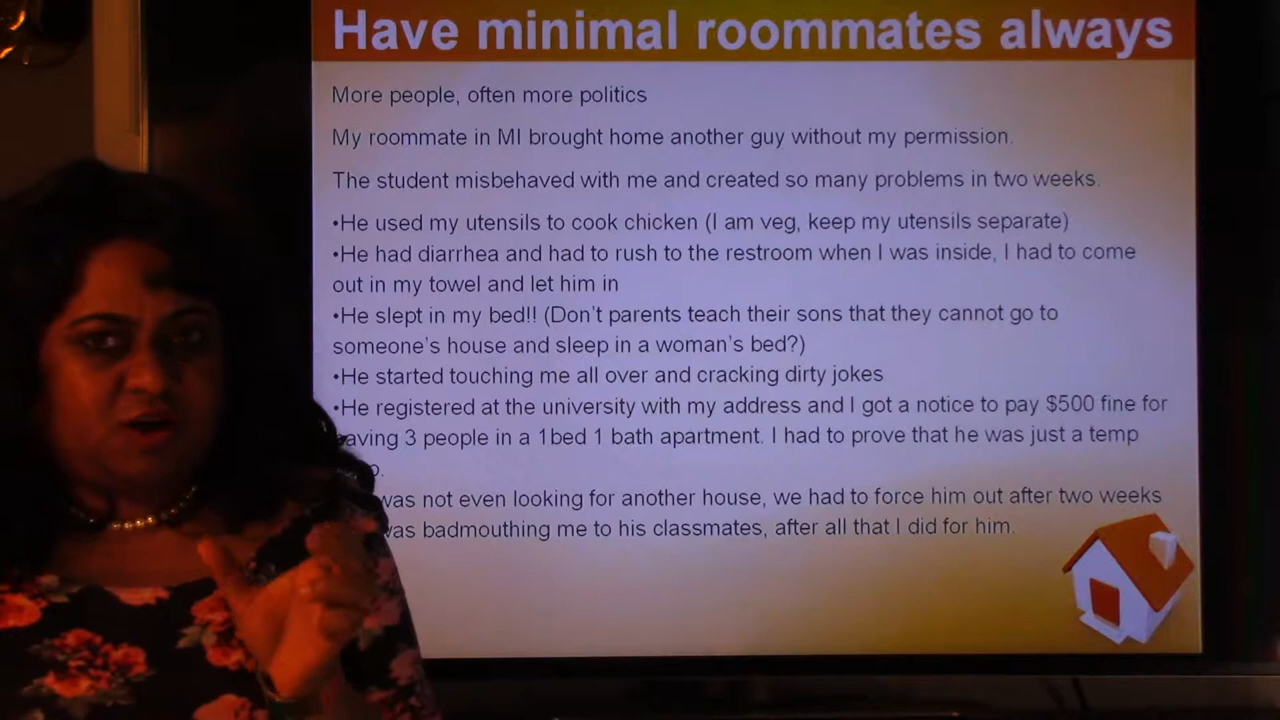 Have minimal roommates always
More people, often more politics
My roommate in MI brought home another guy without my permission.
The student misbehaved with me and created so many problems in two weeks.
•He used my utensils to cook chicken (I am veg, keep my utensils separate)
•He had diarrhea and had to rush to the restroom when I was inside, I had to come
out in my towel and let him in
•He slept in my bed!! (Don't parents teach their sons that they cannot go to
someone's house and sleep in a woman's bed?)
•He started touching me all over and cracking dirty jokes
•He registered at the university with my address and I got a notice to pay $500 fine for
aving 3 people in a 1bed 1 bath apartment. I had to prove that he was just a temp
was not even looking for another house, we had to force him out after two weeks
was badmouthing me to his classmates, after all that I did for him.